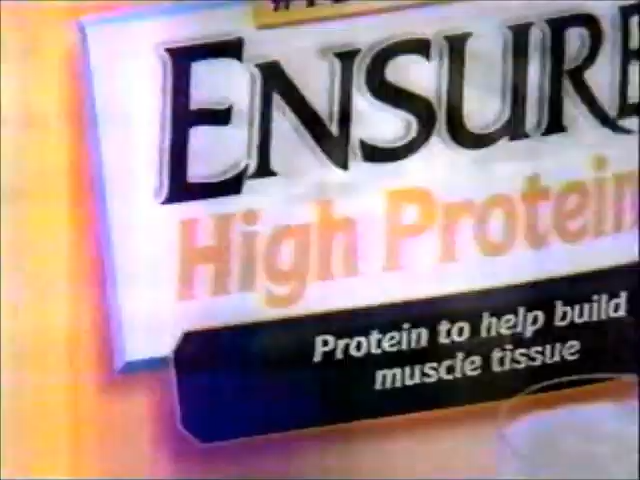 ENSURE
High Protein
Protein to help build
muscle tissue